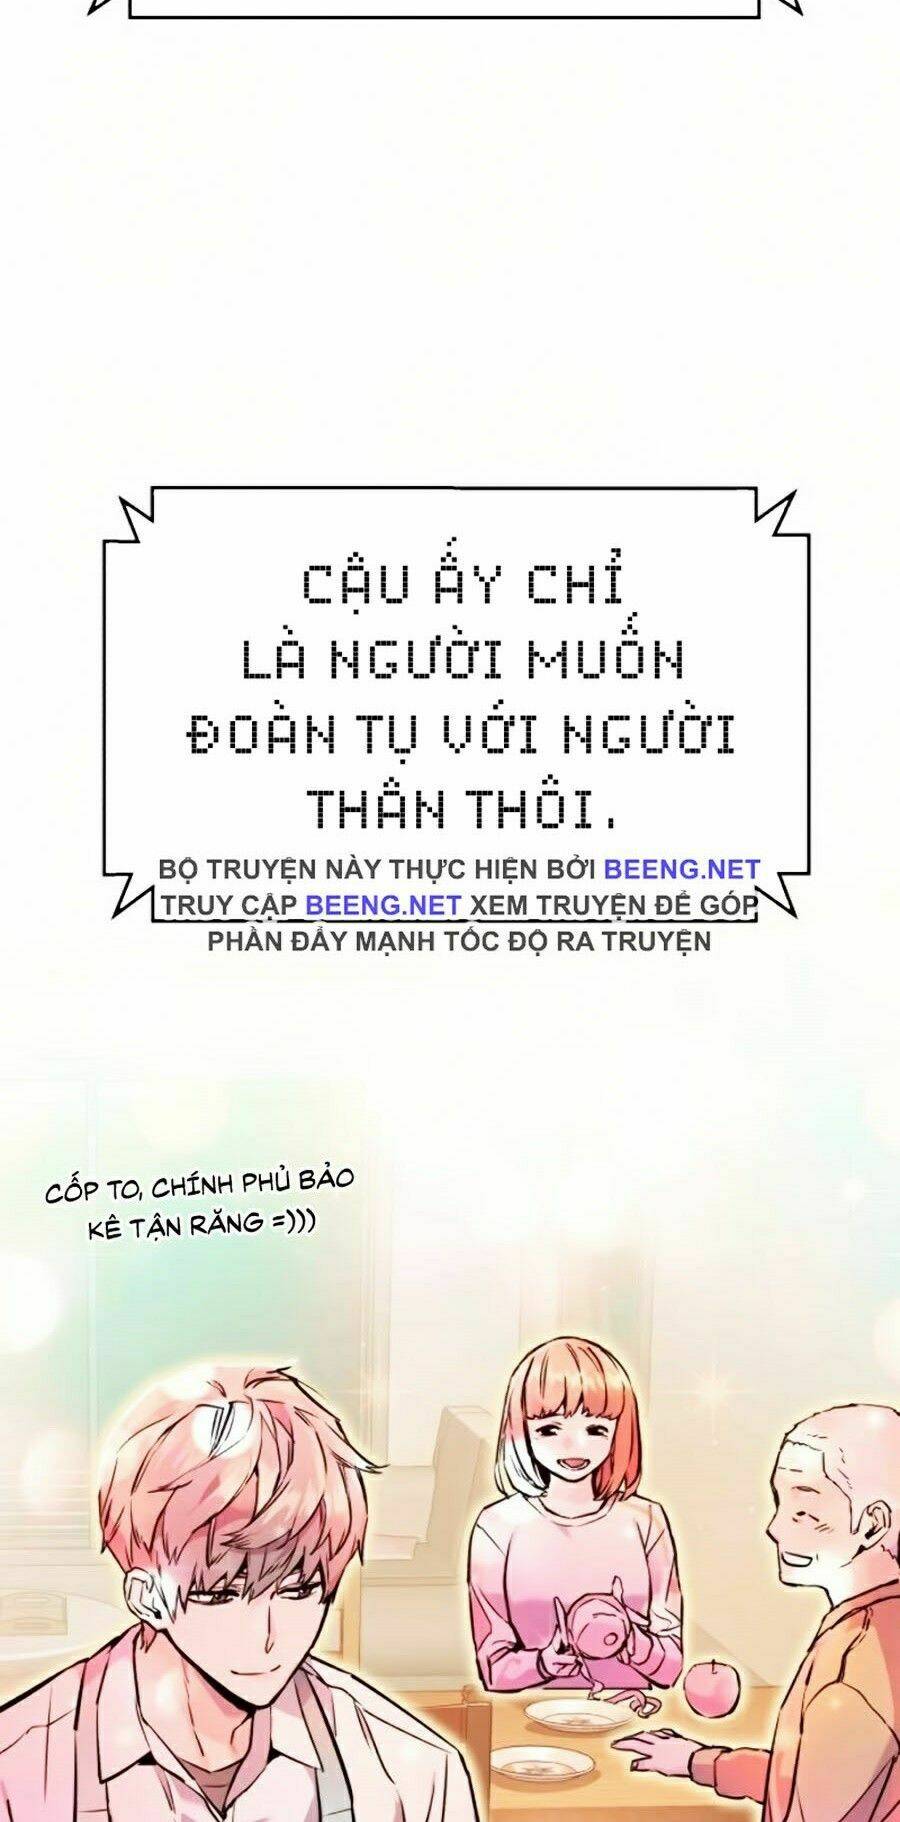 CẬU ẤY CHỈ
LÀ NGƯỜI MUỐN
ĐOÀN TỤ VỚI NGƯỜI
THÂN THÔI.
BỘ TRUYỆN NÀY THỰC HIỆN BỞI BEENG.NET
TRUY CẬP BEENG.NET XEM TRUYỆN ĐỂ GÓP
PHẦN ĐẨY MẠNH TỐC ĐỘ RA TRUYỆN
CỐP TO, CHÍNH PHỦ BẢO
KÊ TẬN RĂNG =)))